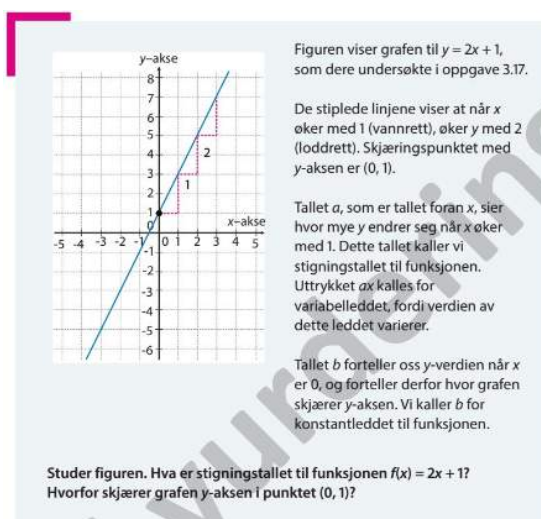 y–akse
8
7
6
5
4
3
2
1
0
-1
-2
-3
-4
-5
-6
x–akse
-5 -4 -3 -2 -1 0 1 2 3 4 5
1
2
Figuren viser grafen til y = 2x + 1,
som dere undersøkte i oppgave 3.17.
De stiplede linjene viser at når x
øker med 1 (vannrett), øker y med 2
(loddrett). Skjæringspunktet med
y-aksen er (0, 1).
Tallet a, som er tallet foran x, sier
hvor mye y endrer seg når x øker
med 1. Dette tallet kaller vi
stigningstallet til funksjonen.
Uttrykket ax kalles for
variabelleddet, fordi verdien av
dette leddet varierer.
Tallet b forteller oss y-verdien når x
er 0, og forteller derfor hvor grafen
skjærer y-aksen. Vi kaller b for
konstantleddet til funksjonen.
Studer figuren. Hva er stigningstallet til funksjonen f(x) = 2x + 1?
Hvorfor skjærer grafen y-aksen i punktet (0, 1)?